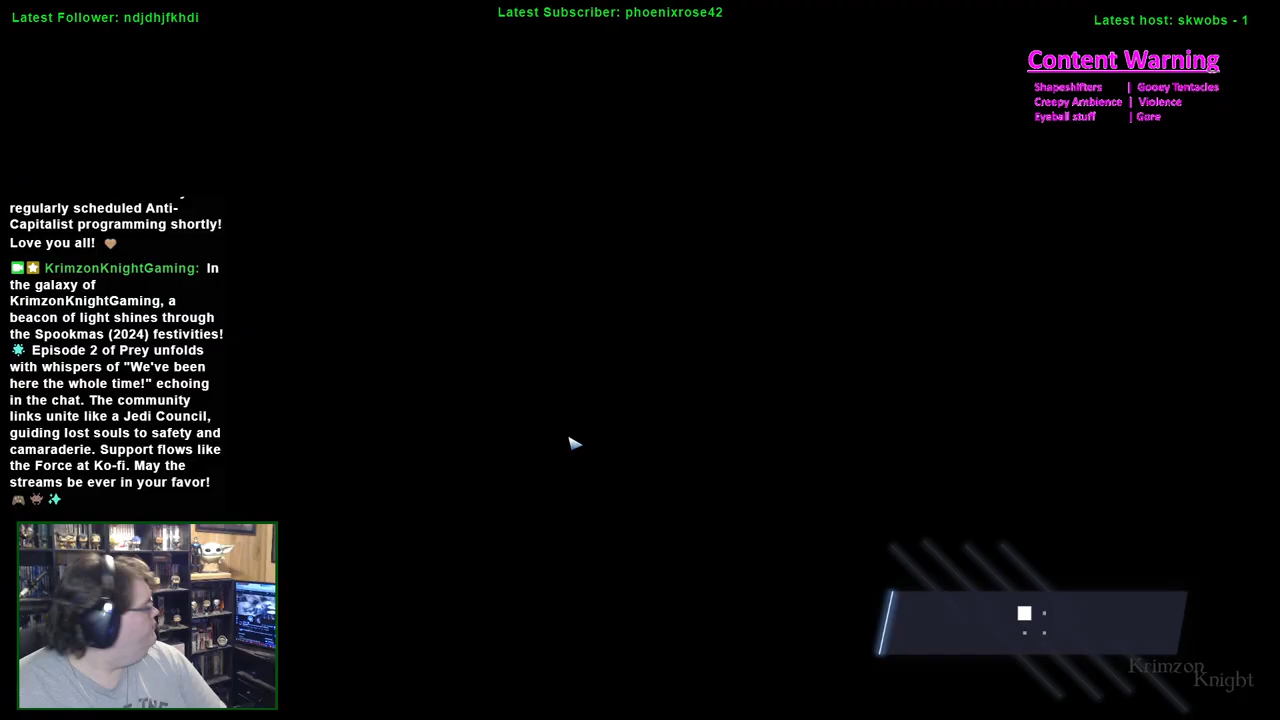 Latest Follower: ndjdhjfkhdi
Latest Subscriber: phoenixrose42
Latest host: skwobs - 1
Content Warning
Shapeshifters | Gooey Tentacles
Creepy Ambience | Violence
Eyeball stuff | Gore
regularly scheduled Anti-
Capitalist programming shortly!
Love you all!
KrimzonKnightGaming: In
the galaxy of
KrimzonKnightGaming, a
beacon of light shines through
the Spookmas (2024) festivities!
Episode 2 of Prey unfolds
with whispers of "We've been
here the whole time!" echoing
in the chat. The community
links unite like a Jedi Council,
guiding lost souls to safety and
camaraderie. Support flows like
the Force at Ko-fi. May the
streams be ever in your favor!
Krimzon
Knight